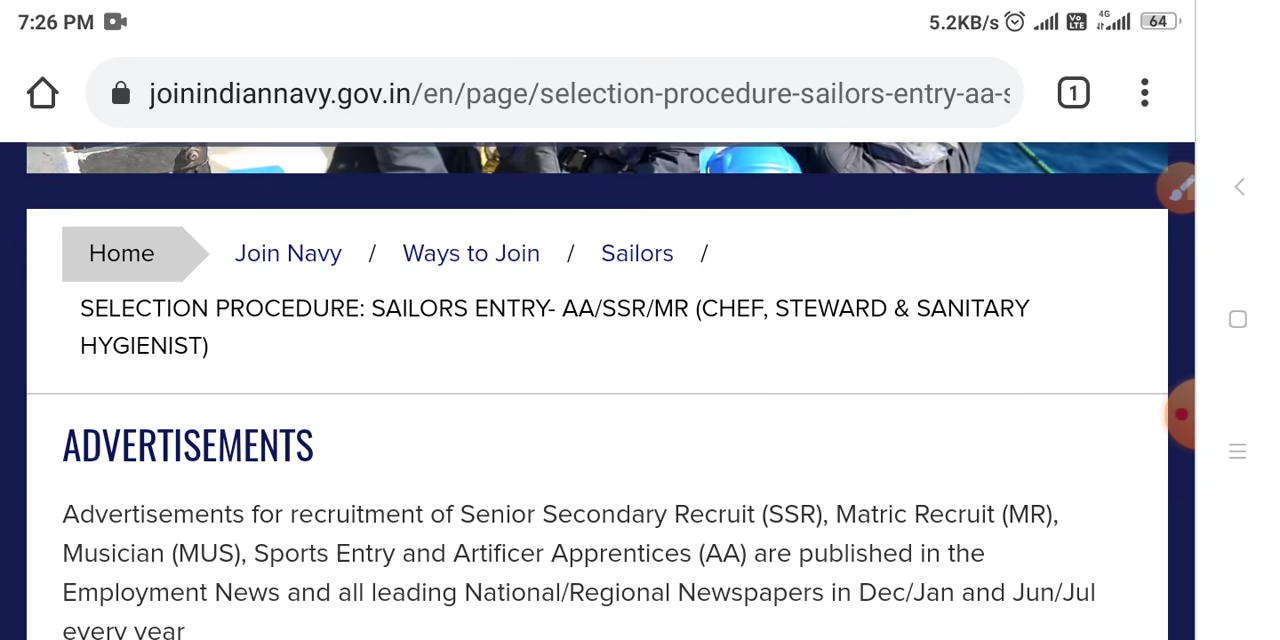 7:26 PM 5.2KB/s 4G Vo LTE 64
joinindiannavy.gov.in/en/page/selection-procedure-sailors-entry-aa-s 1
Home Join Navy / Ways to Join / Sailors /
SELECTION PROCEDURE: SAILORS ENTRY- AA/SSR/MR (CHEF, STEWARD & SANITARY
HYGIENIST)
ADVERTISEMENTS
Advertisements for recruitment of Senior Secondary Recruit (SSR), Matric Recruit (MR),
Musician (MUS), Sports Entry and Artificer Apprentices (AA) are published in the
Employment News and all leading National/Regional Newspapers in Dec/Jan and Jun/Jul
every year